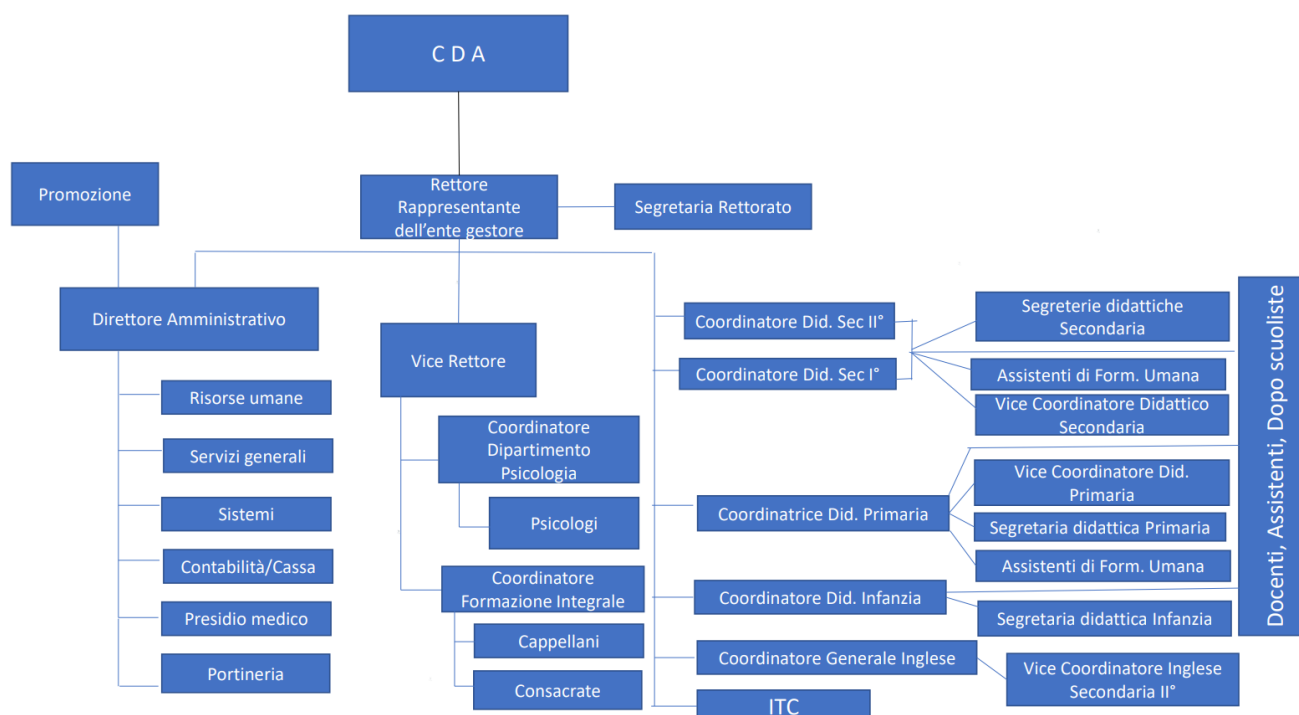 C D A
Promozione
Rettore
Rappresentante
dell’ente gestore
Segretaria Rettorato
Direttore Amministrativo
Risorse umane
Servizi generali
Sistemi
Contabilità/Cassa
Presidio medico
Portineria
Vice Rettore
Coordinatore
Dipartimento
Psicologia
Psicologi
Coordinatore
Formazione Integrale
Cappellani
Consacrate
Coordinatore Did. Sec II°
Coordinatore Did. Sec I°
Segreterie didattiche
Secondaria
Assistenti di Form. Umana
Vice Coordinatore Didattico
Secondaria
Coordinatrice Did. Primaria
Vice Coordinatore Did.
Primaria
Segretaria didattica Primaria
Assistenti di Form. Umana
Coordinatore Did. Infanzia
Segretaria didattica Infanzia
Coordinatore Generale Inglese
Vice Coordinatore Inglese
Secondaria II°
ITC
Docenti, Assistenti, Dopo scuoliste